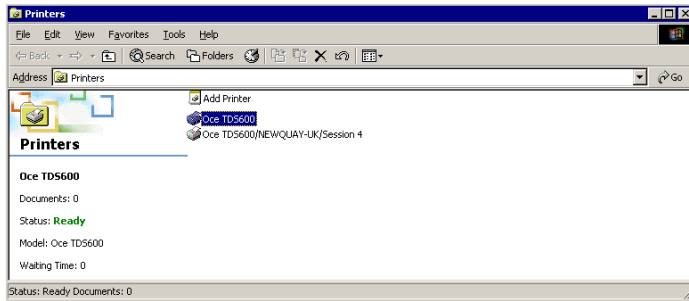 Printers
File Edit View Favorites Tools Help
Back Search Folders
Address Printers Go
Add Printer
Oce TDS600
Oce TDS600/NEWQUAY-UK/Session 4
Printers
Oce TDS600
Documents: 0
Status: Ready
Model: Oce TDS600
Waiting Time: 0
Status: Ready Documents: 0